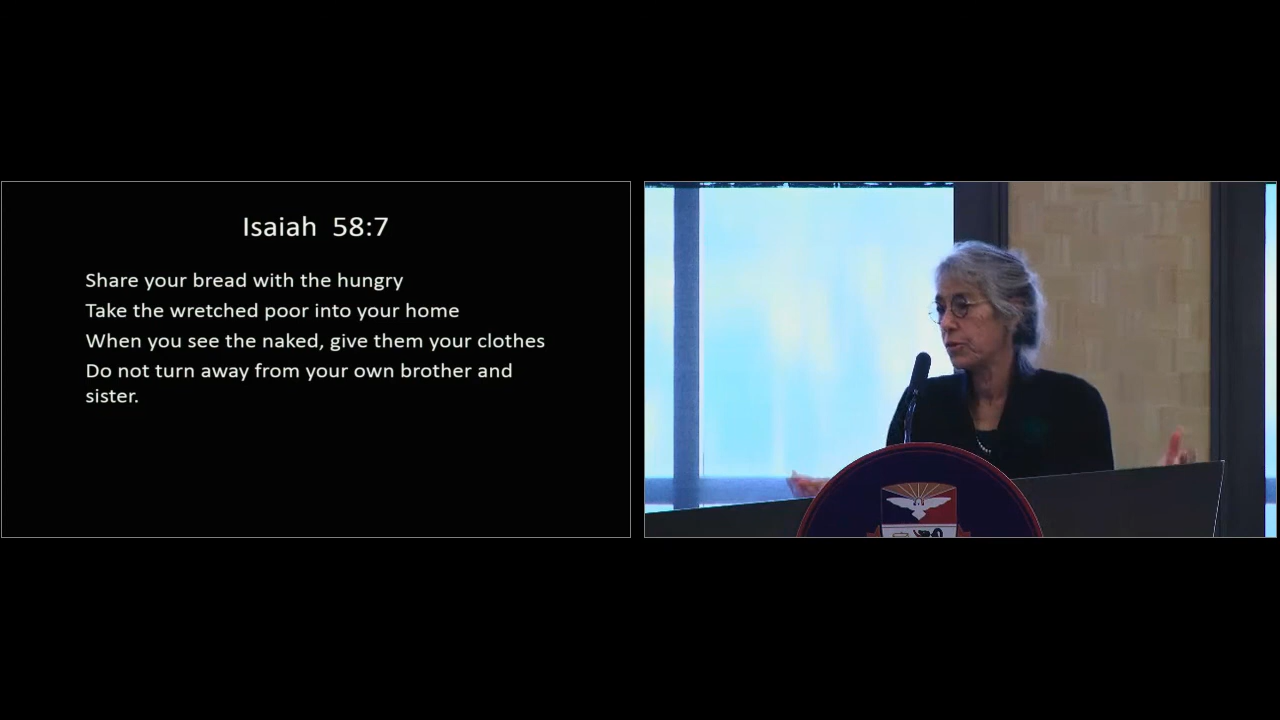 Isaiah 58:7
Share your bread with the hungry
Take the wretched poor into your home
When you see the naked, give them your clothes
Do not turn away from your own brother and
sister.